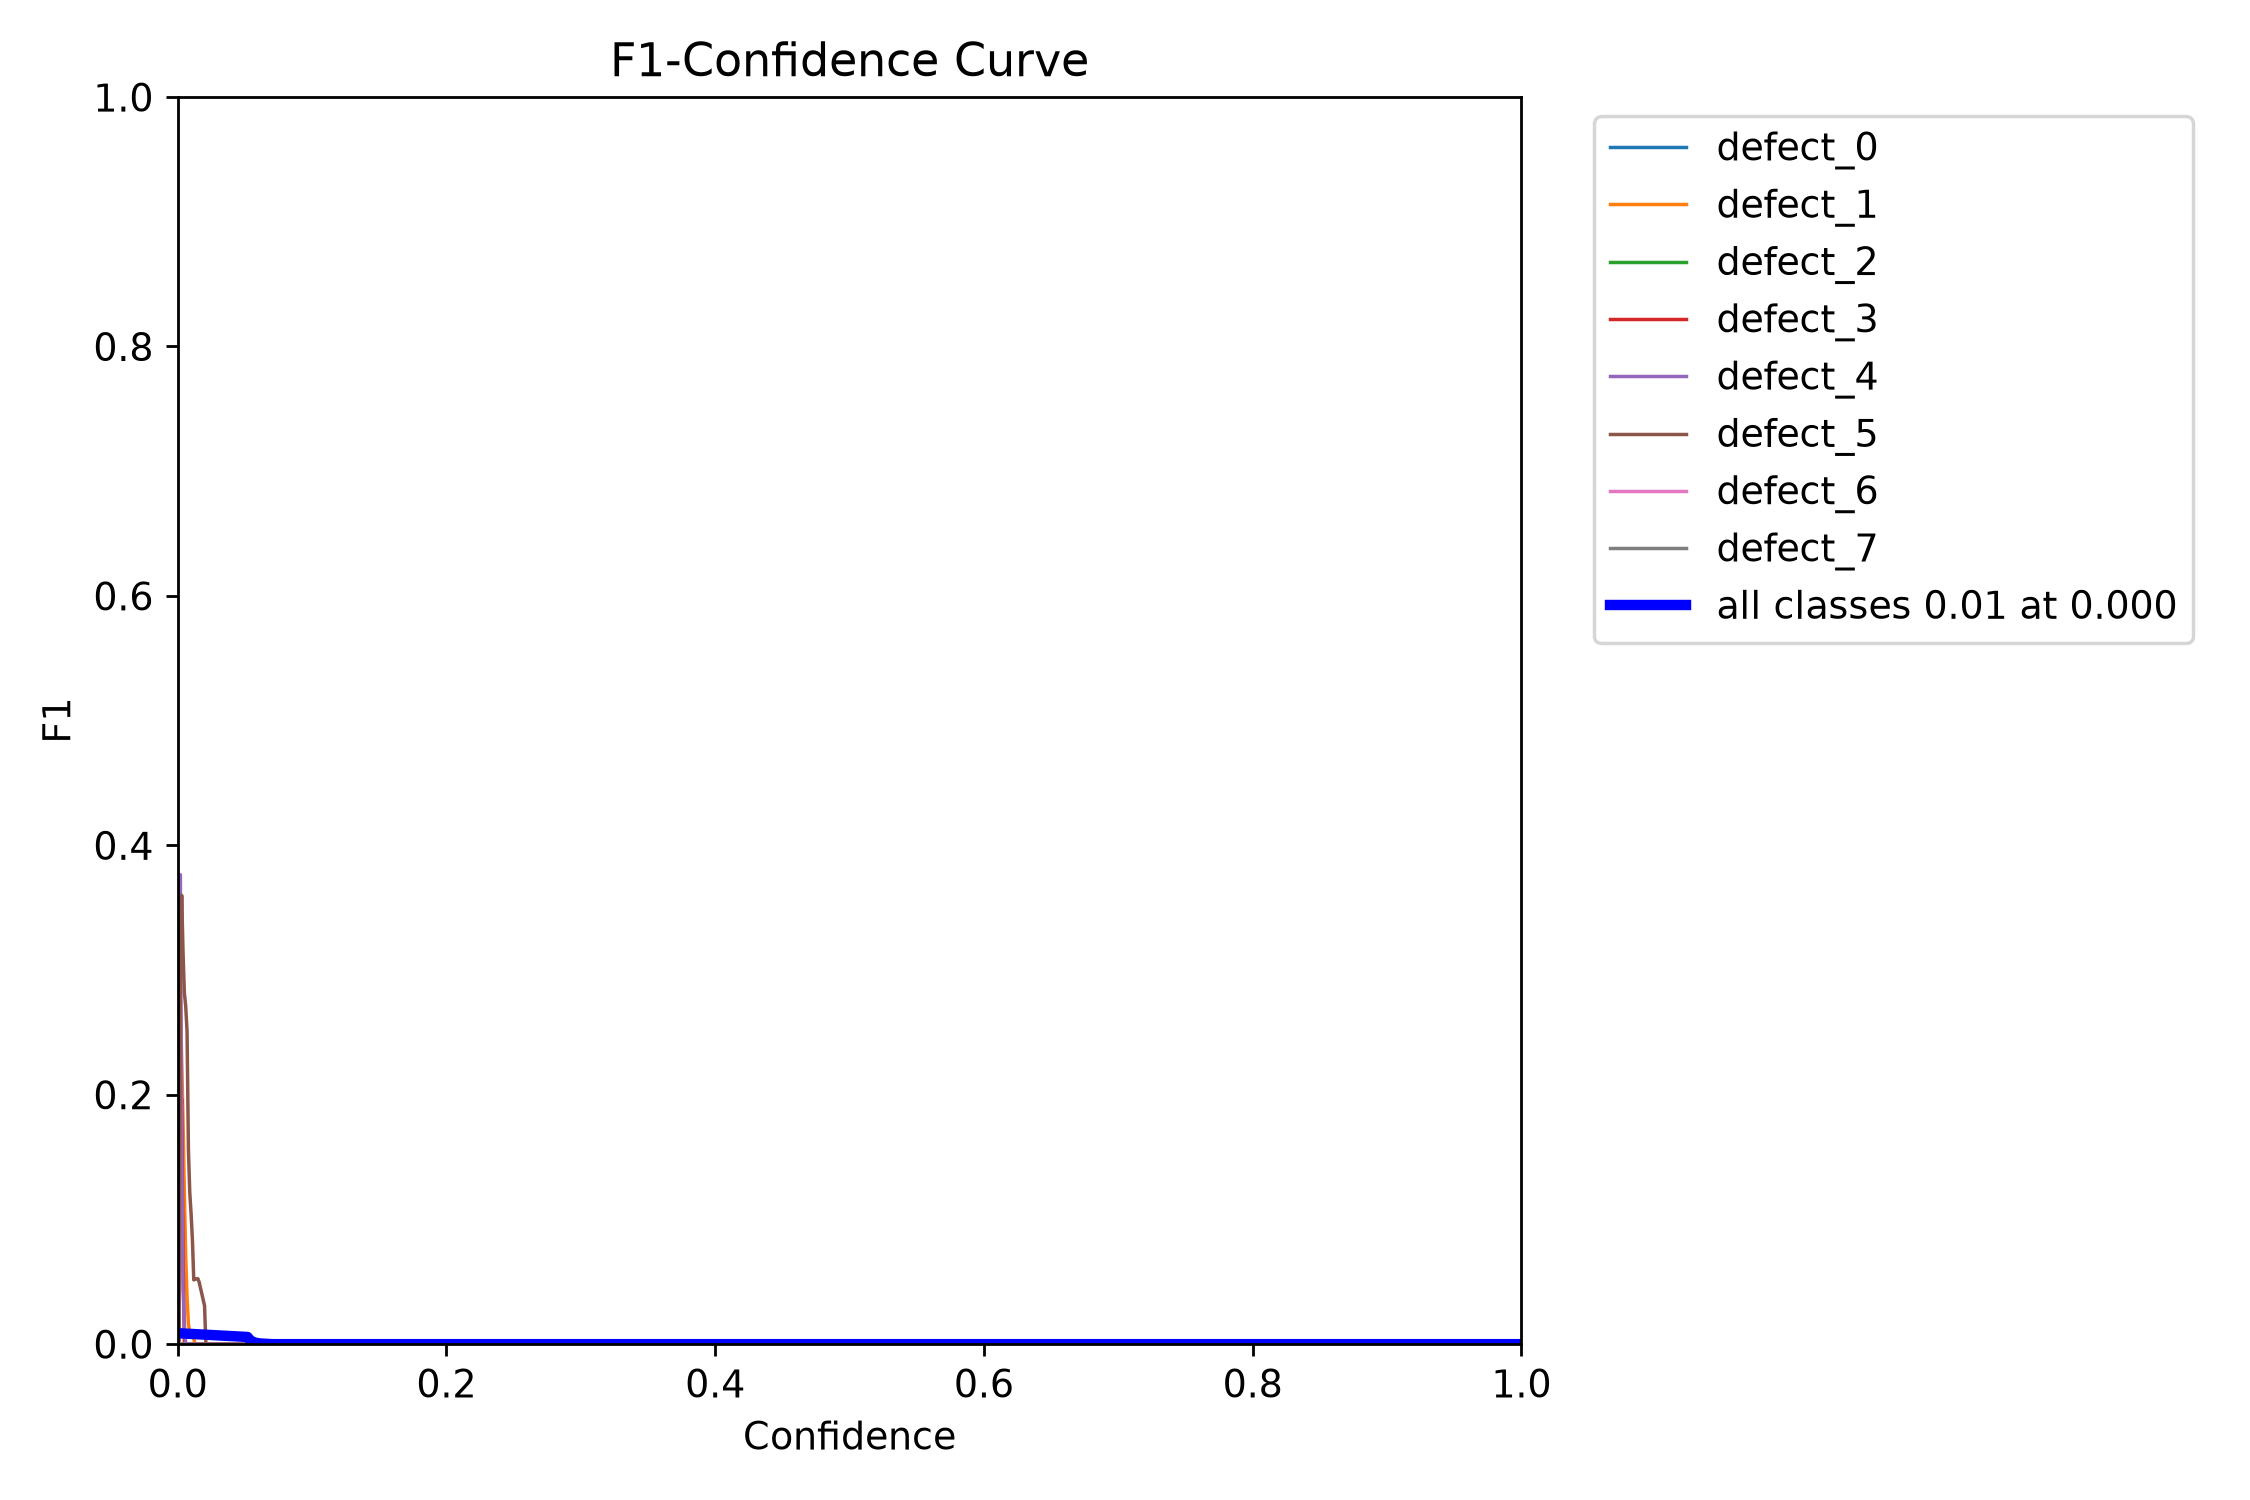 F1-Confidence Curve
1.0
0.8
0.6
0.4
0.2
0.0
F1
0.0 0.2 0.4 0.6 0.8 1.0
Confidence
defect_0
defect_1
defect_2
defect_3
defect_4
defect_5
defect_6
defect_7
all classes 0.01 at 0.000